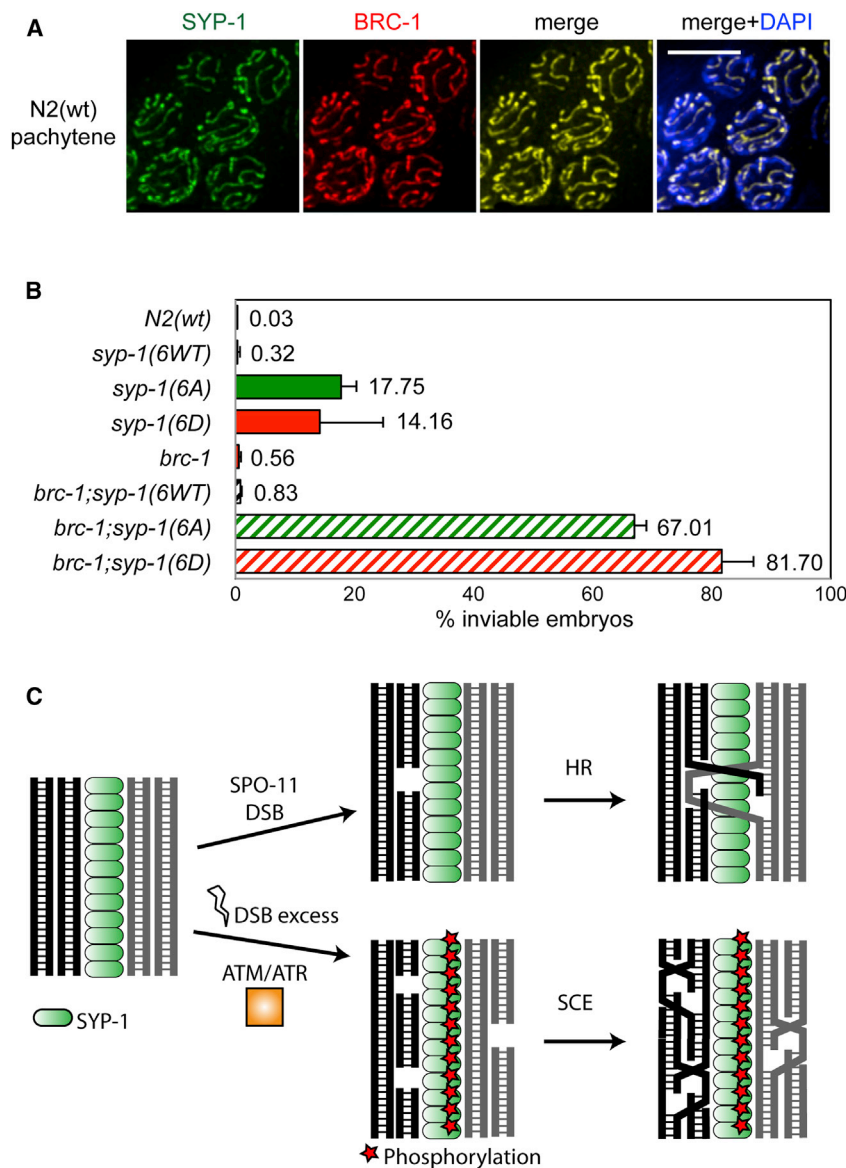 A
SYP-1
BRC-1
merge
merge+DAPI
N2(wt)
pachytene
B
N2(wt)
0.03
syp-1(6WT)
0.32
syp-1(6A)
17.75
syp-1(6D)
14.16
brc-1
0.56
brc-1;syp-1(6WT)
0.83
brc-1;syp-1(6A)
67.01
brc-1;syp-1(6D)
81.70
0
20
40
60
80
100
% inviable embryos
C
SPO-11
DSB
HR
DSB excess
ATM/ATR
SCE
SYP-1
Phosphorylation